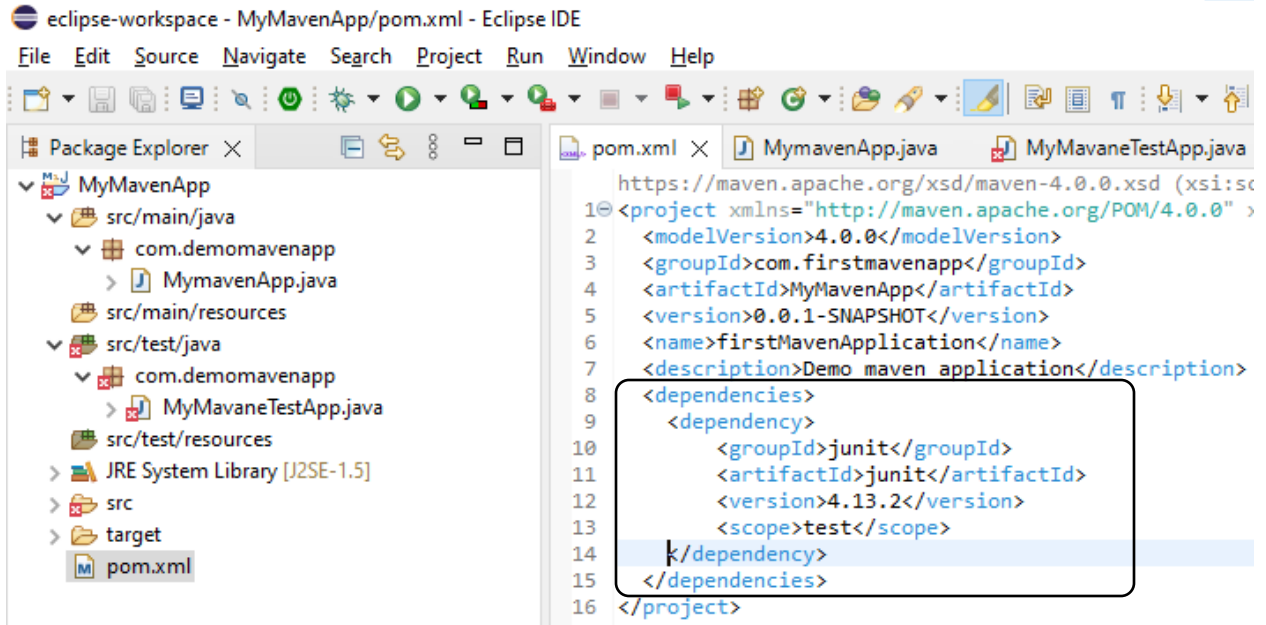 eclipse-workspace - MyMavenApp/pom.xml - Eclipse IDE
File Edit Source Navigate Search Project Run Window Help
Package Explorer
MyMavenApp
src/main/java
com.demomavenapp
MymavenApp.java
src/main/resources
src/test/java
com.demomavenapp
MyMavaneTestApp.java
src/test/resources
JRE System Library [J2SE-1.5]
src
target
pom.xml
pom.xml MymavenApp.java MyMavaneTestApp.java
https://maven.apache.org/xsd/maven-4.0.0.xsd (xsi:sc
1 <project xmlns="http://maven.apache.org/POM/4.0.0"
2 <modelVersion>4.0.0</modelVersion>
3 <groupId>com.firstmavenapp</groupId>
4 <artifactId>MyMavenApp</artifactId>
5 <version>0.0.1-SNAPSHOT</version>
6 <name>firstMavenApplication</name>
7 <description>Demo maven application</description>
8 <dependencies>
9 <dependency>
10 <groupId>junit</groupId>
11 <artifactId>junit</artifactId>
12 <version>4.13.2</version>
13 <scope>test</scope>
14 </dependency>
15 </dependencies>
16 </project>